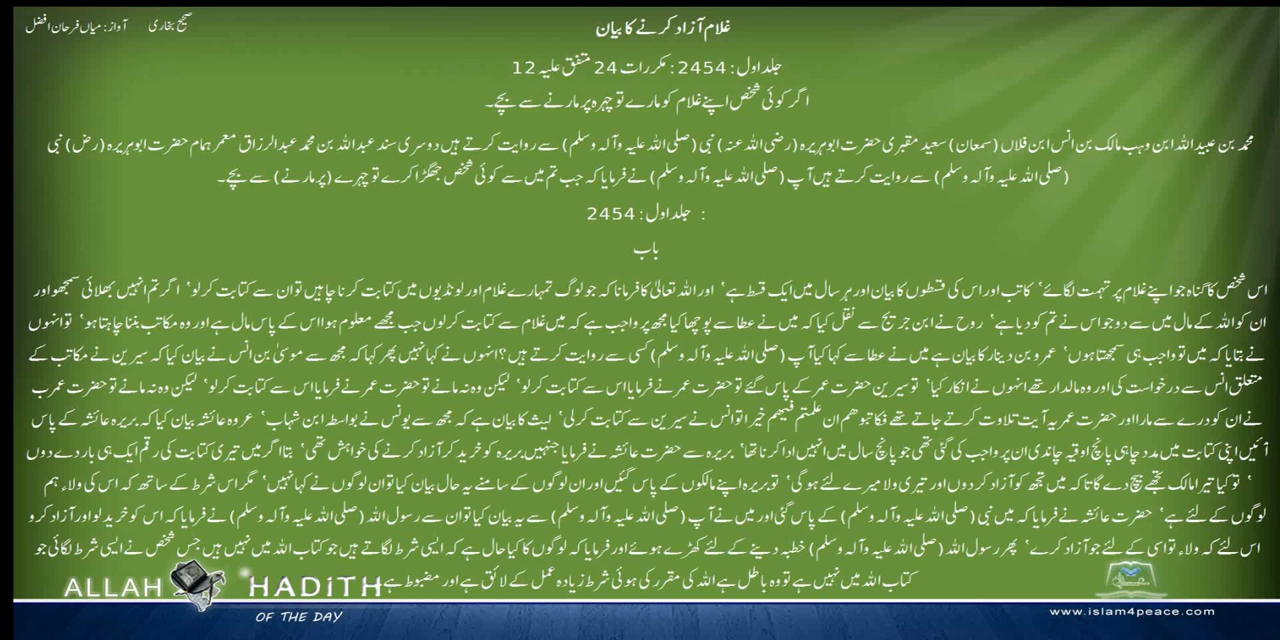 صحیح بخاری آواز: میاں فرحان افضل
غلام آزاد کرنے کا بیان
جلد اول : 2454 : مکررات 24 متفق علیہ 12
اگر کوئی شخص اپنے غلام کو مارے تو چہرہ پر مارنے سے بچے۔
محمد بن عبید اللہ ابن وہب مالک بن انس ابن فلاں (سمعان) سعید مقبری حضرت ابوہریرہ (رضی اللہ عنہ) نبی (صلی اللہ علیہ وآلہ وسلم) سے روایت کرتے ہیں دوسری سند عبداللہ بن محمد عبدالرزاق معمر ہمام حضرت ابوہریرہ (رض) نبی
(صلی اللہ علیہ وآلہ وسلم) سے روایت کرتے ہیں آپ (صلی اللہ علیہ وآلہ وسلم) نے فرمایا کہ جب تم میں سے کوئی شخص جھگڑا کرے تو چہرے (پر مارنے) سے بچے۔
: جلد اول : 2454
باب
اس شخص کا گناہ جو اپنے غلام پر تہمت لگائے ' کاتب اور اس کی قسطوں کا بیان اور ہر سال میں ایک قسط ہے ' اور اللہ تعالیٰ کا فرمانا کہ جو لوگ تمہارے غلام اور لونڈیوں میں کتابت کرنا چاہیں تو ان سے کتابت کر لو ' اگر تم انہیں بھلائی سمجھو اور
ان کو اللہ کے مال میں سے دو جو اس نے تم کو دیا ہے ' روح نے ابن جریج سے نقل کیا کہ میں نے عطا سے پوچھا کیا مجھ پر واجب ہے کہ میں غلام سے کتابت کرلوں جب مجھے معلوم ہوا اس کے پاس مال ہے اور وہ مکاتب بننا چاہتا ہو ' تو انہوں
نے بتایا کہ میں تو واجب ہی سمجھتا ہوں ' عمرو بن دینار کا بیان ہے میں نے عطا سے کہا کیا آپ (صلی اللہ علیہ وآلہ وسلم) کسی سے روایت کرتے ہیں؟ انہوں نے کہا نہیں پھر کہا کہ مجھ سے موسیٰ بن انس نے بیان کیا کہ سیرین نے مکاتب کے
متعلق انس سے درخواست کی اور وہ مالدار تھے انہوں نے انکار کیا ' تو سیرین حضرت عمر کے پاس گئے تو حضرت عمر نے فرمایا اس سے کتابت کر لو ' لیکن وہ نہ مانے تو حضرت عمر نے فرمایا اس سے کتابت کر لو ' لیکن وہ نہ مانے تو حضرت عمرب
نے ان کو درے سے مارا اور حضرت عمر یہ آیت تلاوت کرتے جاتے تھے فکاتبوھم ان علمتم فیھم خیرا تو انس نے سیرین سے کتابت کر لی ' لیث کا بیان ہے کہ مجھ سے یونس نے بواسطہ ابن شہاب ' عروہ عائشہ بیان کیا کہ بریرہ عائشہ کے پاس
آئیں اپنی کتابت میں مدد چاہی پانچ اوقیہ چاندی ان پر واجب کی گئی تھی جو پانچ سال میں انہیں ادا کرنا تھا ' بریرہ سے حضرت عائشہ نے فرمایا جنہیں بریرہ کو خرید کر آزاد کرنے کی خواہش تھی ' بتا اگر میں تیری کتابت کی رقم ایک ہی بار دے دوں
' تو کیا تیرا مالک تجھے بیچ دے گا تا کہ میں تجھ کو آزاد کر دوں اور تیری ولا میرے لئے ہوگی ' تو بریرہ اپنے مالکوں کے پاس گئیں اور ان لوگوں کے سامنے یہ حال بیان کیا تو ان لوگوں نے کہا نہیں ' مگر اس شرط کے ساتھ کہ اس کی ولاء ہم
لوگوں کے لئے ہے ' حضرت عائشہ نے فرمایا کہ میں نبی (صلی اللہ علیہ وآلہ وسلم) کے پاس گئی اور میں نے آپ (صلی اللہ علیہ وآلہ وسلم) سے یہ بیان کیا تو ان سے رسول اللہ (صلی اللہ علیہ وآلہ وسلم) نے فرمایا کہ اس کو خرید لو اور آزاد کرو
اس لئے کہ ولاء تو اسی کے لئے جو آزاد کرے ' پھر رسول اللہ (صلی اللہ علیہ وآلہ وسلم) خطبہ دینے کے لئے کھڑے ہوئے اور فرمایا کہ لوگوں کا کیا حال ہے کہ ایسی شرط لگاتے ہیں جو کتاب اللہ میں نہیں ہیں جس شخص نے ایسی شرط لگائی جو
کتاب اللہ میں نہیں ہے تو وہ باطل ہے اللہ کی مقرر کی ہوئی شرط زیادہ عمل کے لائق ہے اور مضبوط ہے
ALLAH HADITH
OF THE DAY
www.islam4peace.com